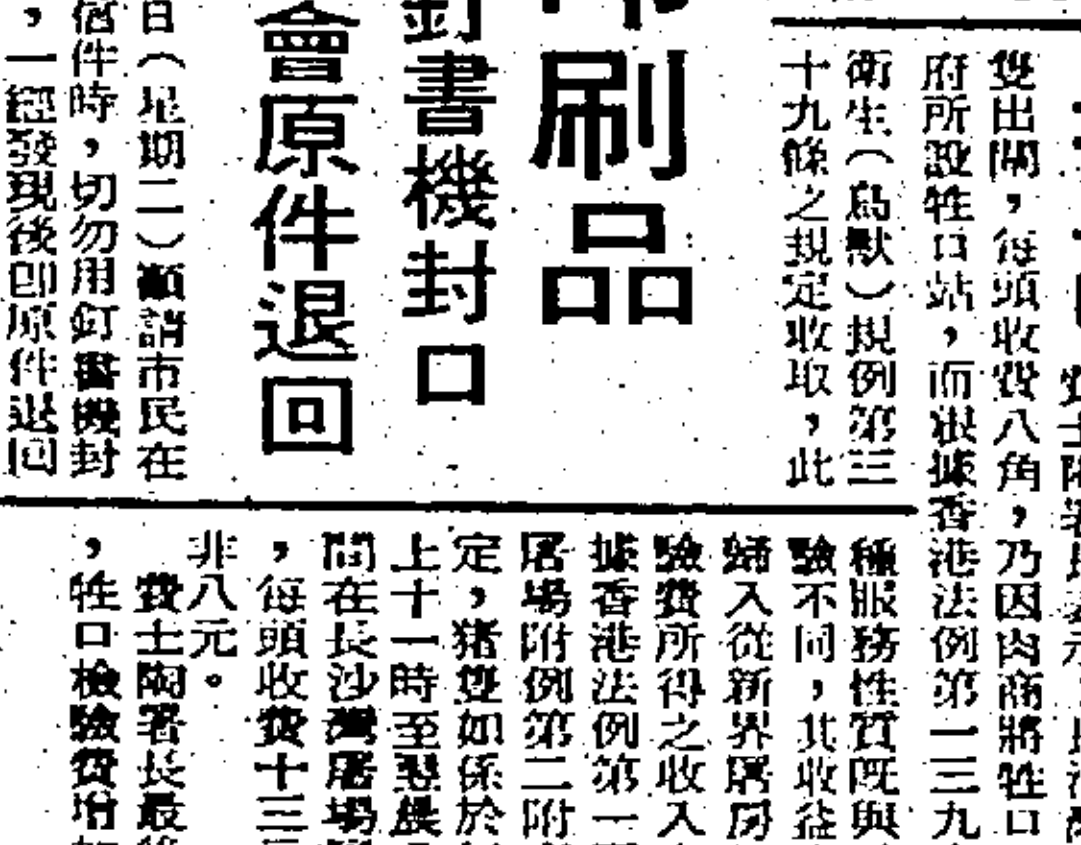 雙出閘，每頭收費八角，乃因肉商將牲口
府所設牲口站，而根據香港法例第一三九
衛生（鳥獸）規例第三
十九條之規定收取，此
種服務性質旣與
驗不同，其收益
歸入從新界屠房
驗費所得之收入
據香港法例第一
屠場附例第二附
定，猪隻如係於
上十一時至翌晨
間在長沙灣屠場
，每頭收費十三
非八元。
費士陶署長最後
，牲口檢驗費增加
刷品
釘書機封口
會原件退回
日（星期二）籲請市民在
件時，切勿用釘書機封
，一經發現後卽原件退回